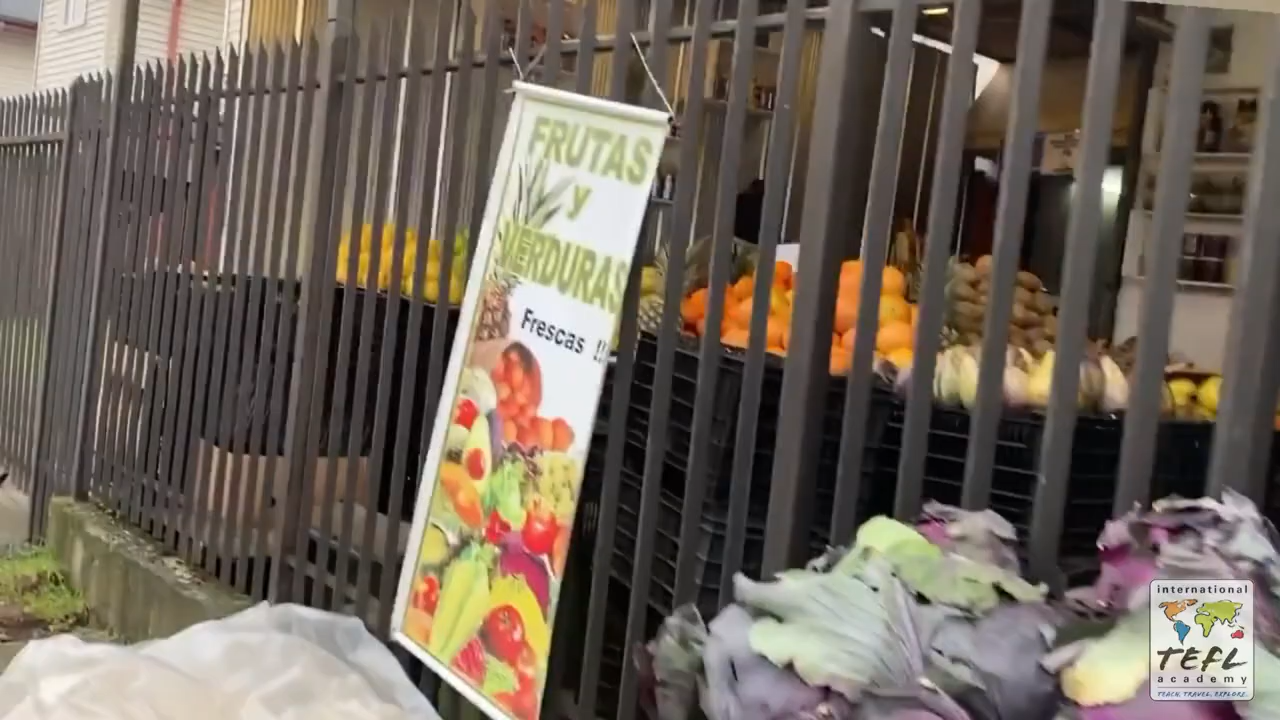 FRUTAS
y
VERDURAS
Frescas !!
international
TEFL
academy
TEACH. TRAVEL. EXPLORE.